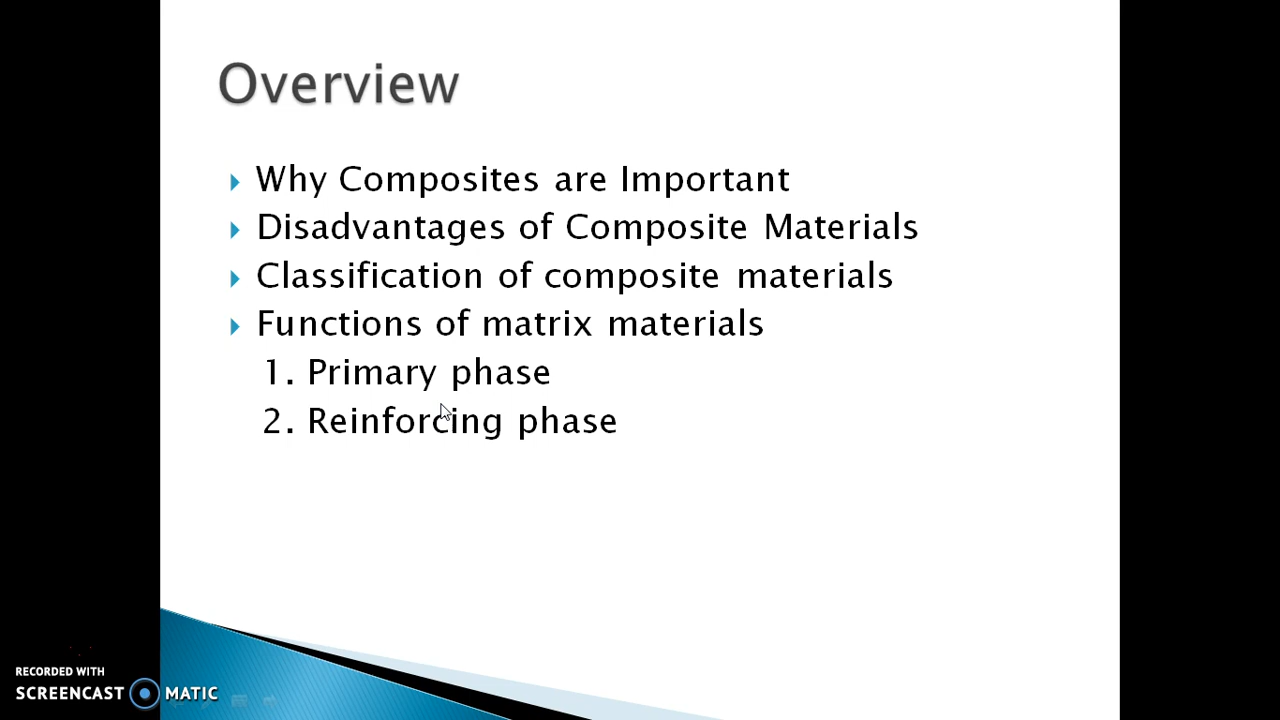 Overview
Why Composites are Important
Disadvantages of Composite Materials
Classification of composite materials
Functions of matrix materials
1. Primary phase
2. Reinforcing phase
RECORDED WITH
SCREENCAST MATIC